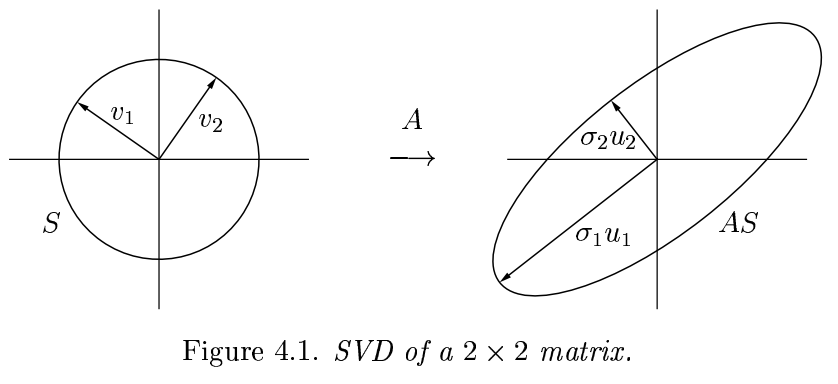 v₁
v₂
S
A
σ₂u₂
σ₁u₁
AS
Figure 4.1. SVD of a 2 × 2 matrix.